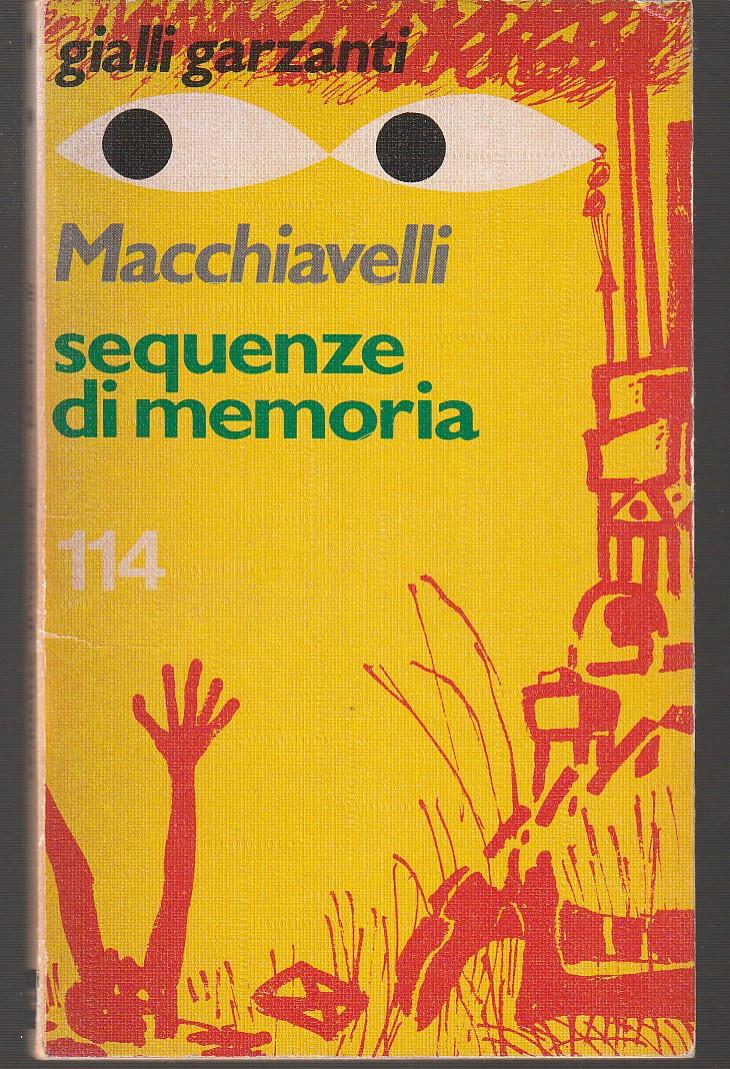 gialli garzanti
Macchiavelli
sequenze
di memoria
114